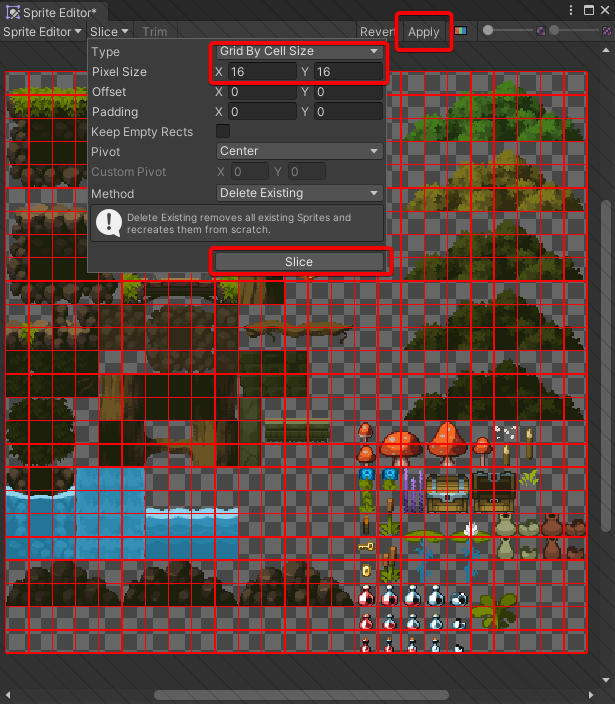 Sprite Editor*
Sprite Editor Slice Trim Revert Apply
Type Grid By Cell Size
Pixel Size X 16 Y 16
Offset X 0 Y 0
Padding X 0 Y 0
Keep Empty Rects
Pivot Center
Custom Pivot X 0 Y 0
Method Delete Existing
Delete Existing removes all existing Sprites and
recreates them from scratch.
Slice